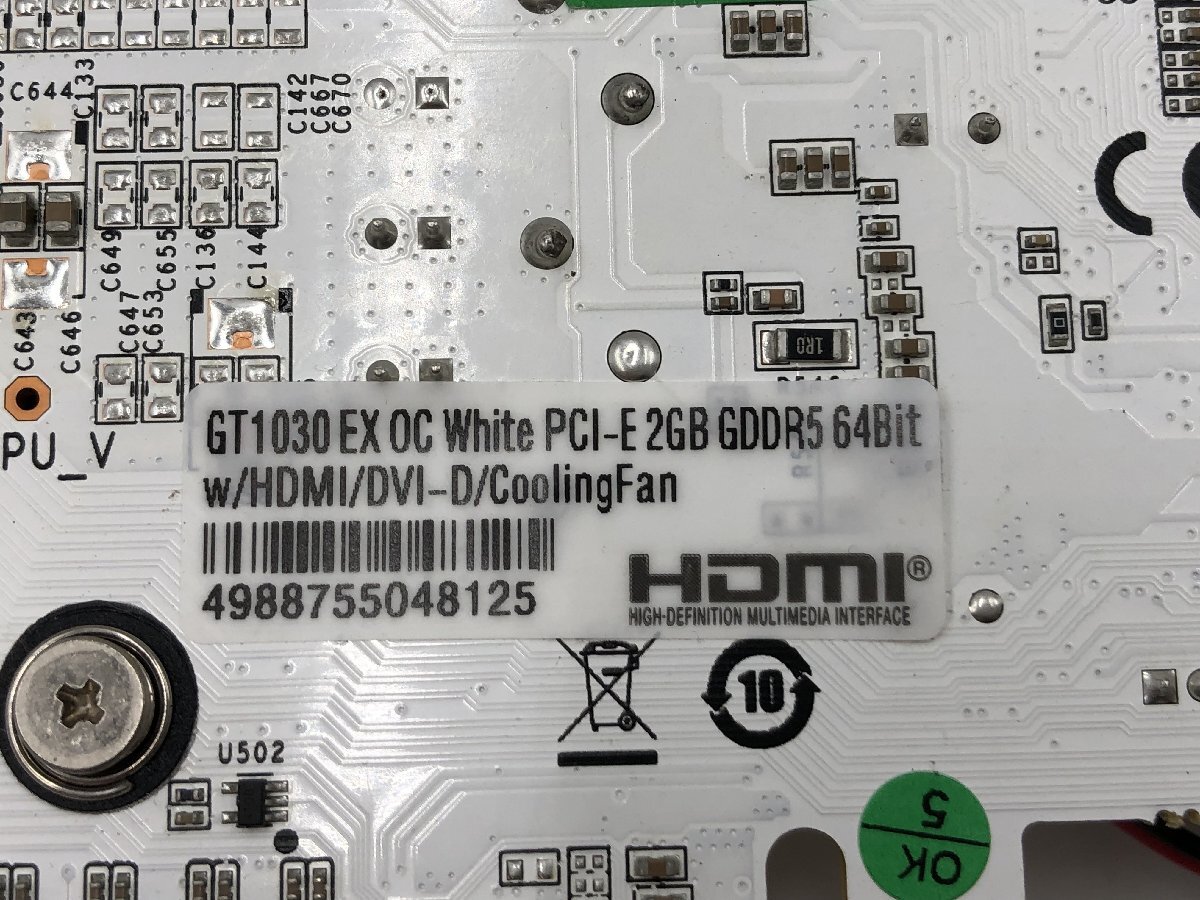 C644
C133
C142
C667
C670
C649
C655
C136
C144
C643
C646
C647
C653
1R0
PU_V
GT1030 EX OC White PCI-E 2GB GDDR5 64Bit
w/HDMI/DVI-D/CoolingFan
4988755048125
HDMI®
HIGH-DEFINITION MULTIMEDIA INTERFACE
10
U502
5
OK